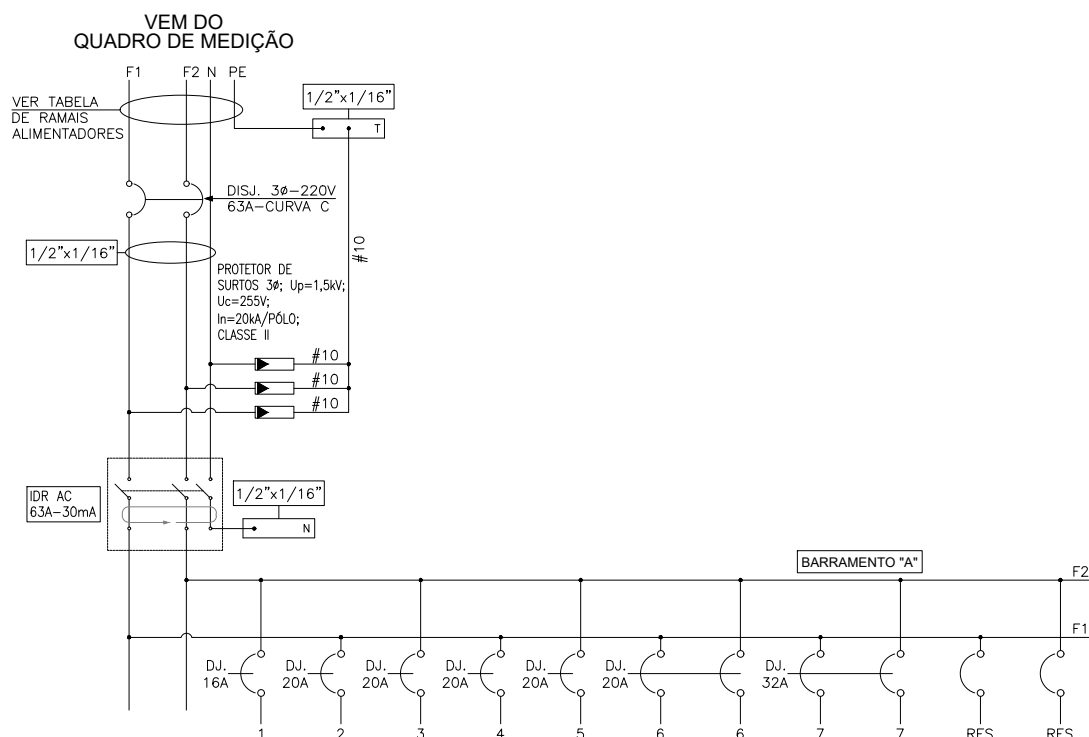 VEM DO
QUADRO DE MEDIÇÃO
F1
F2
N
PE
VER TABELA
DE RAMAIS
ALIMENTADORES
1/2"x1/16"
T
DISJ. 3ø-220V
63A-CURVA C
1/2"x1/16"
#10
PROTETOR DE
SURTOS 3ø; Up=1,5kV;
Uc=255V;
In=20kA/PÓLO;
CLASSE II
#10
#10
#10
IDR AC
63A-30mA
1/2"x1/16"
N
BARRAMENTO "A"
F2
F1
DJ.
16A
DJ.
20A
DJ.
20A
DJ.
20A
DJ.
20A
DJ.
20A
DJ.
32A
1
2
3
4
5
6
6
7
7
RES
RES